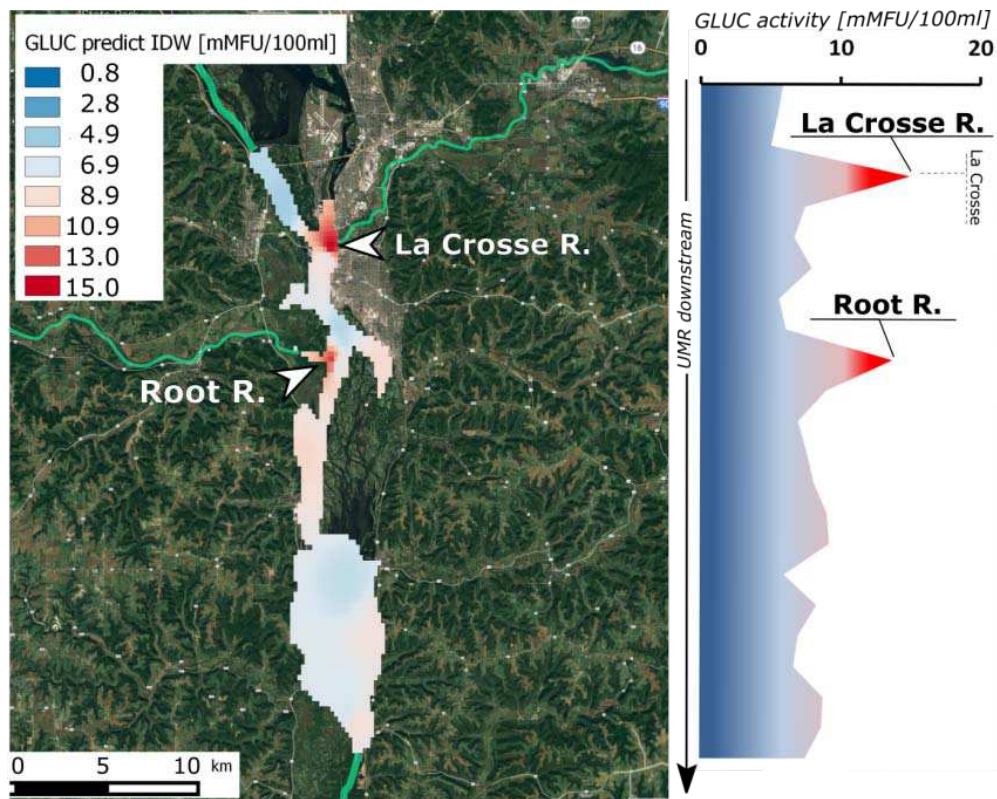 GLUC predict IDW [mMFU/100ml]
0.8
2.8
4.9
6.9
8.9
10.9
13.0
15.0
16
90
La Crosse R.
Root R.
0 5 10 km
GLUC activity [mMFU/100ml]
0 10 20
La Crosse R.
La Crosse
Root R.
UMR downstream